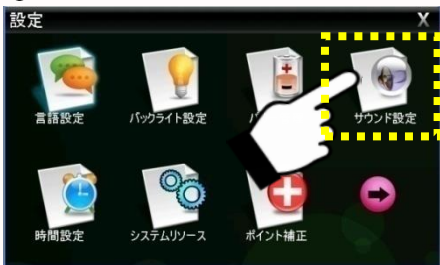 設定 X
言語設定
バックライト設定
サウンド設定
時間設定
システムリソース
ポイント補正